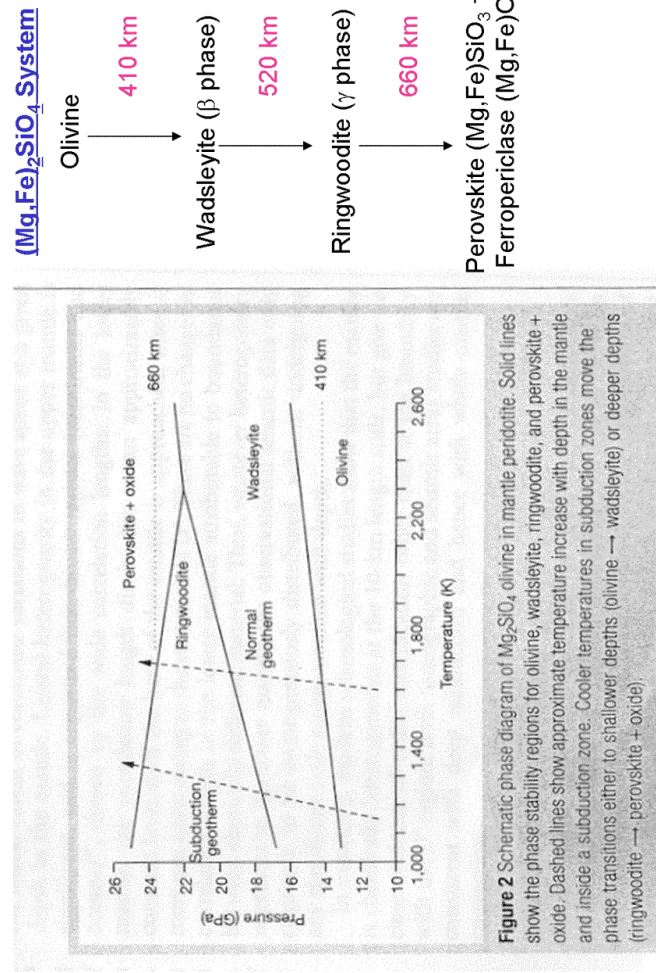 (Mg,Fe)2SiO4 System
Olivine
410 km
Wadsleyite (β phase)
520 km
Ringwoodite (γ phase)
660 km
Perovskite (Mg,Fe)SiO3
Ferropericlase (Mg,Fe)O
26
24
22
20
18
16
14
12
10
Pressure (GPa)
1,000
1,400
1,800
2,200
2,600
Temperature (K)
Perovskite + oxide
660 km
Ringwoodite
Subduction
geotherm
Normal
geotherm
Wadsleyite
410 km
Olivine
Figure 2 Schematic phase diagram of Mg2SiO4 olivine in mantle peridotite. Solid lines
show the phase stability regions for olivine, wadsleyite, ringwoodite, and perovskite +
oxide. Dashed lines show approximate temperature increase with depth in the mantle
and inside a subduction zone. Cooler temperatures in subduction zones move the
phase transitions either to shallower depths (olivine → wadsleyite) or deeper depths
(ringwoodite → perovskite + oxide).